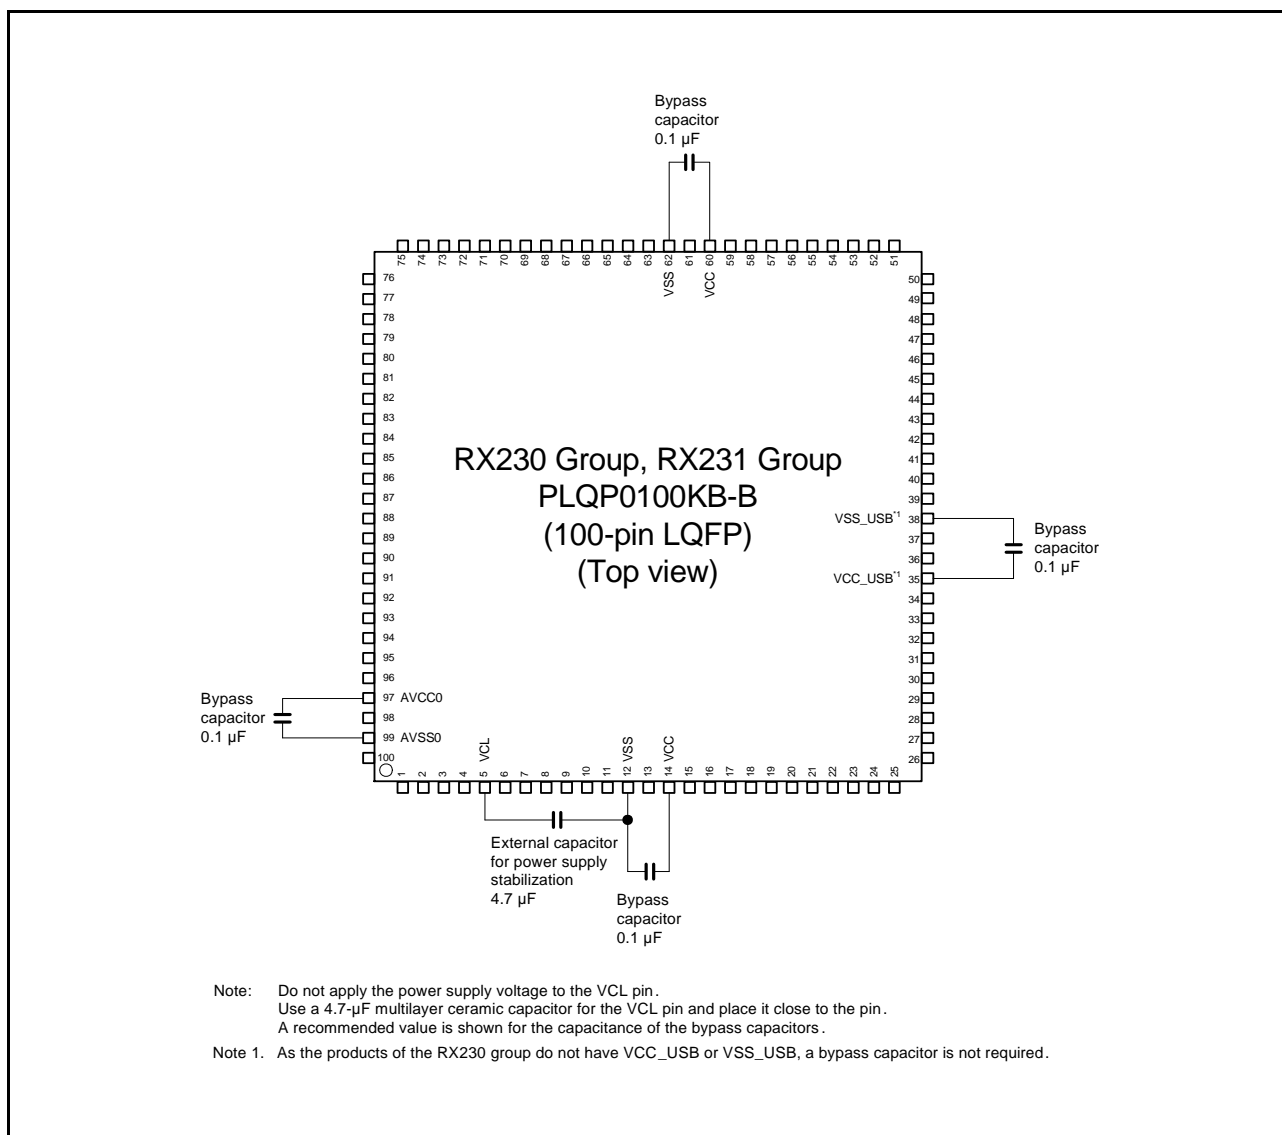 Bypass
capacitor
0.1 µF
75 74 73 72 71 70 69 68 67 66 65 64 63 62 61 60 59 58 57 56 55 54 53 52 51
VSS VCC
76
77
78
79
80
81
82
83
84
85
86
87
88
89
90
91
92
93
94
95
96
97 AVCC0
98
99 AVSS0
100
50
49
48
47
46
45
44
43
42
41
40
39
VSS_USB*1 38
37
36
VCC_USB*1 35
34
33
32
31
30
29
28
27
26
RX230 Group, RX231 Group
PLQP0100KB-B
(100-pin LQFP)
(Top view)
Bypass
capacitor
0.1 µF
Bypass
capacitor
0.1 µF
VCL VSS VCC
1 2 3 4 5 6 7 8 9 10 11 12 13 14 15 16 17 18 19 20 21 22 23 24 25
External capacitor
for power supply
stabilization
4.7 µF
Bypass
capacitor
0.1 µF
Note: Do not apply the power supply voltage to the VCL pin.
Use a 4.7-µF multilayer ceramic capacitor for the VCL pin and place it close to the pin.
A recommended value is shown for the capacitance of the bypass capacitors.
Note 1. As the products of the RX230 group do not have VCC_USB or VSS_USB, a bypass capacitor is not required.